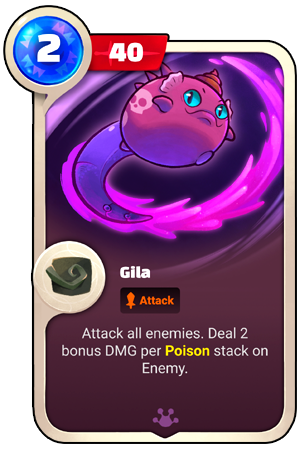 2
40
Gila
Attack
Attack all enemies. Deal 2
bonus DMG per Poison stack on
Enemy.